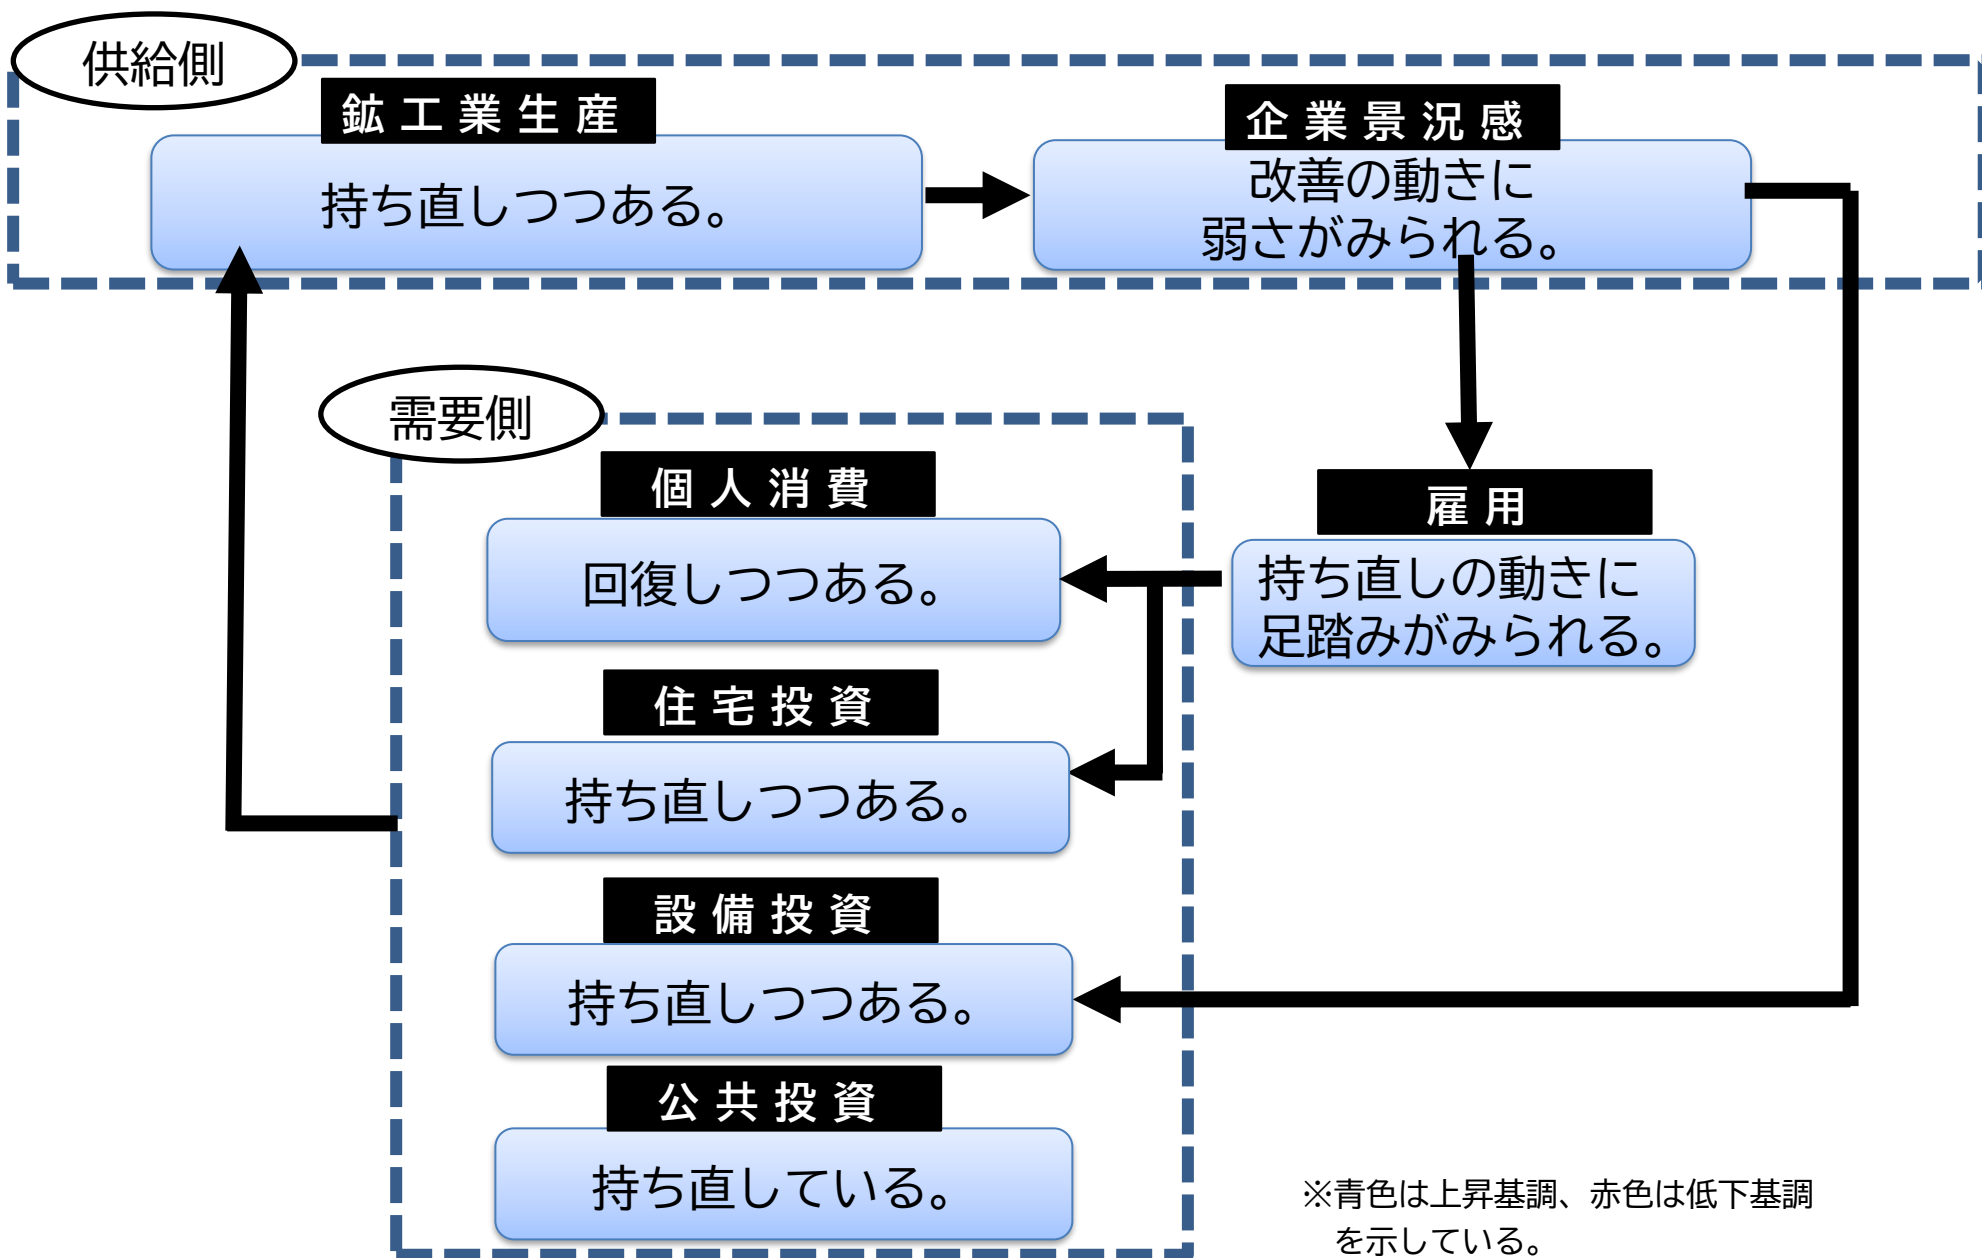 供給側
鉱工業生産
持ち直しつつある。
企業景況感
改善の動きに
弱さがみられる。
需要側
個人消費
回復しつつある。
雇用
持ち直しの動きに
足踏みがみられる。
住宅投資
持ち直しつつある。
設備投資
持ち直しつつある。
公共投資
持ち直している。
※青色は上昇基調、赤色は低下基調
を示している。